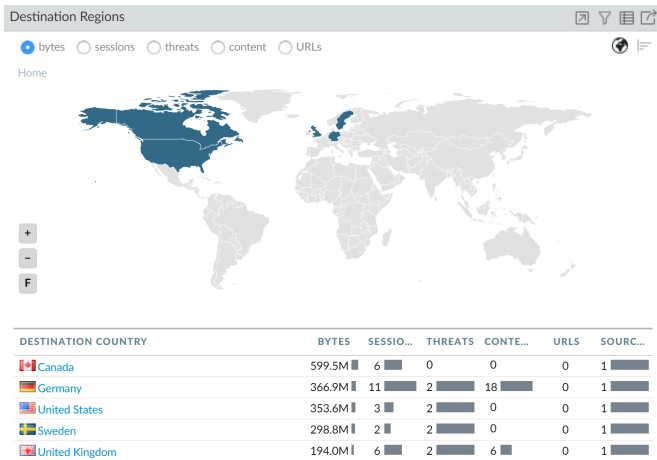 Destination Regions
bytes sessions threats content URLs
Home
+
−
F
DESTINATION COUNTRY BYTES SESSIO... THREATS CONTE... URLS SOURC...
Canada 599.5M 6 0 0 0 1
Germany 366.9M 11 2 18 0 1
United States 353.6M 3 2 0 0 1
Sweden 298.8M 2 2 0 0 1
United Kingdom 194.0M 6 2 6 0 1